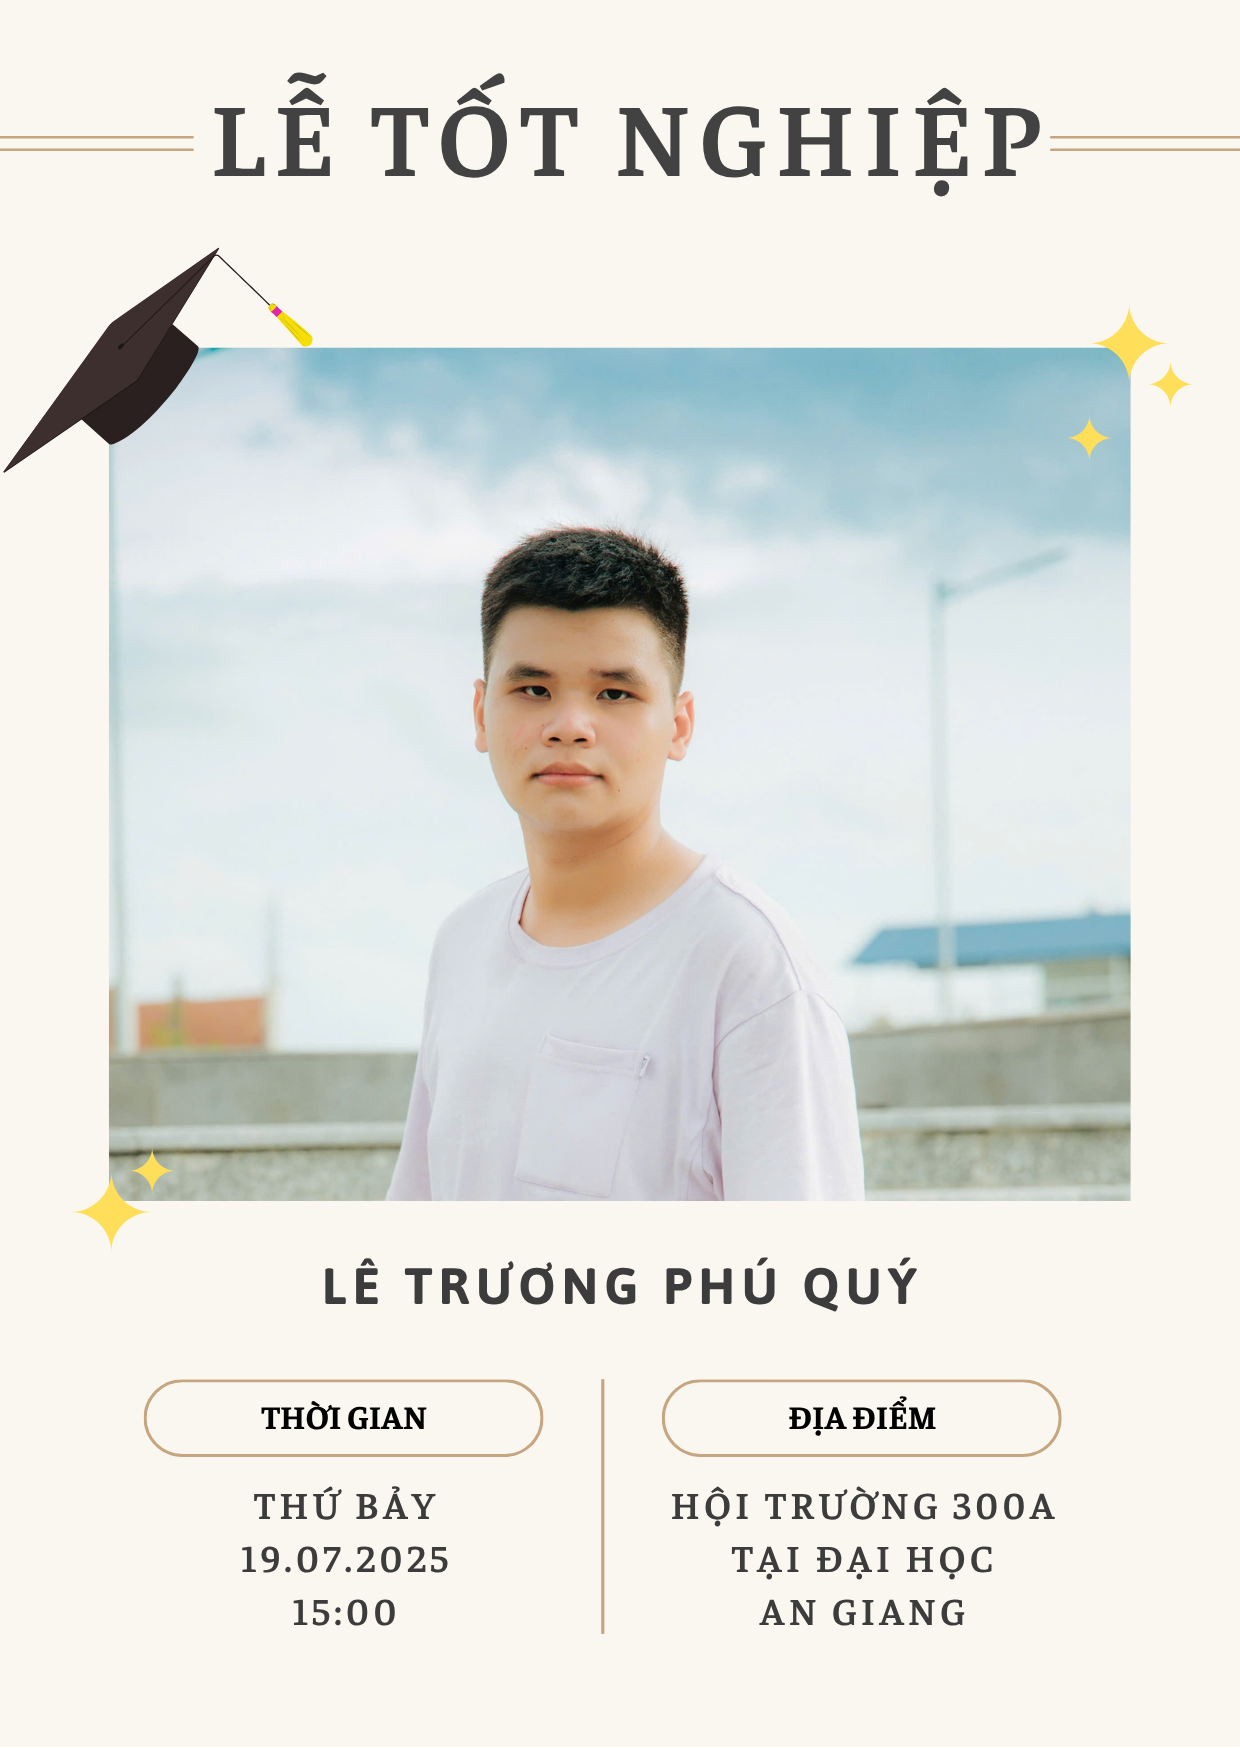 LỄ TỐT NGHIỆP
LÊ TRƯƠNG PHÚ QUÝ
THỜI GIAN
THỨ BẢY
19.07.2025
15:00
ĐỊA ĐIỂM
HỘI TRƯỜNG 300A
TẠI ĐẠI HỌC
AN GIANG